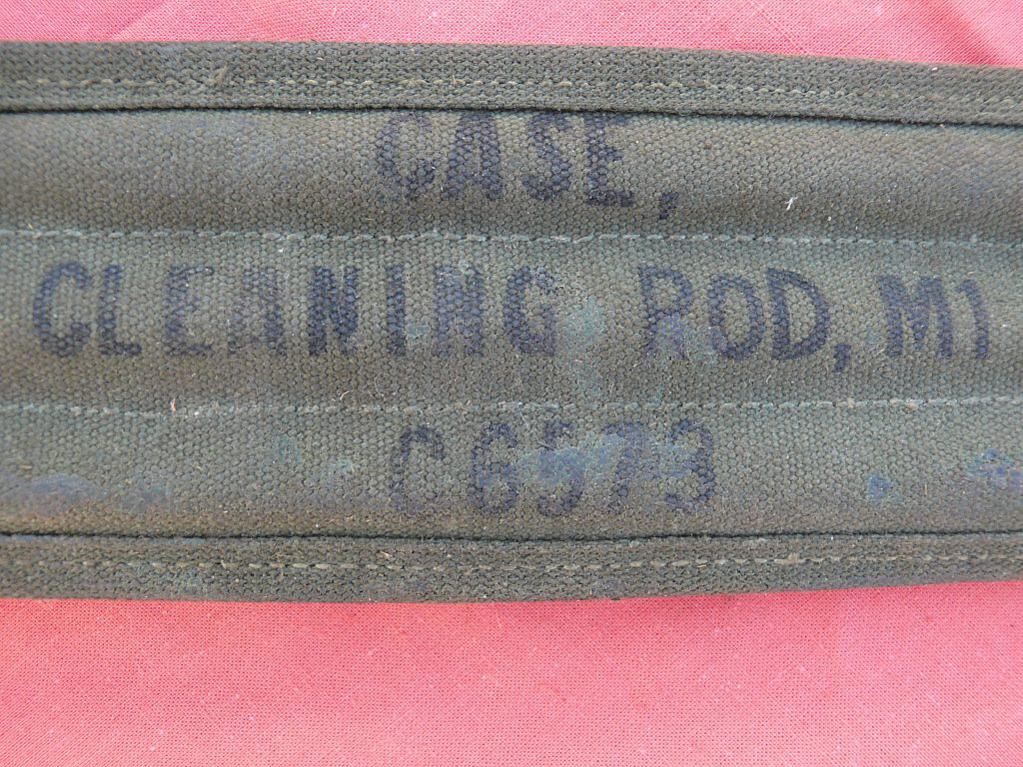 CASE,
CLEANING ROD, M1
C6573